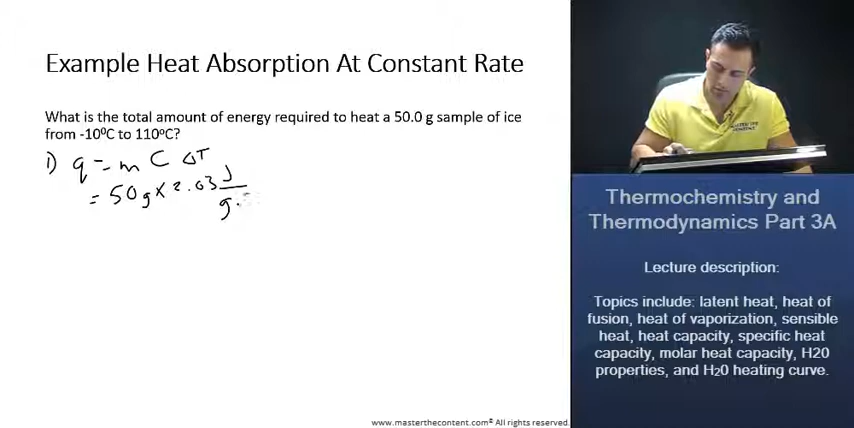 Example Heat Absorption At Constant Rate
What is the total amount of energy required to heat a 50.0 g sample of ice
from -10⁰C to 110⁰C?
1) q = m C ΔT
= 50g x 2.03 J
g.
Thermochemistry and
Thermodynamics Part 3A
Lecture description:
Topics include: latent heat, heat of
fusion, heat of vaporization, sensible
heat, heat capacity, specific heat
capacity, molar heat capacity, H20
properties, and H₂0 heating curve.
www.masterthecontent.com® All rights reserved.